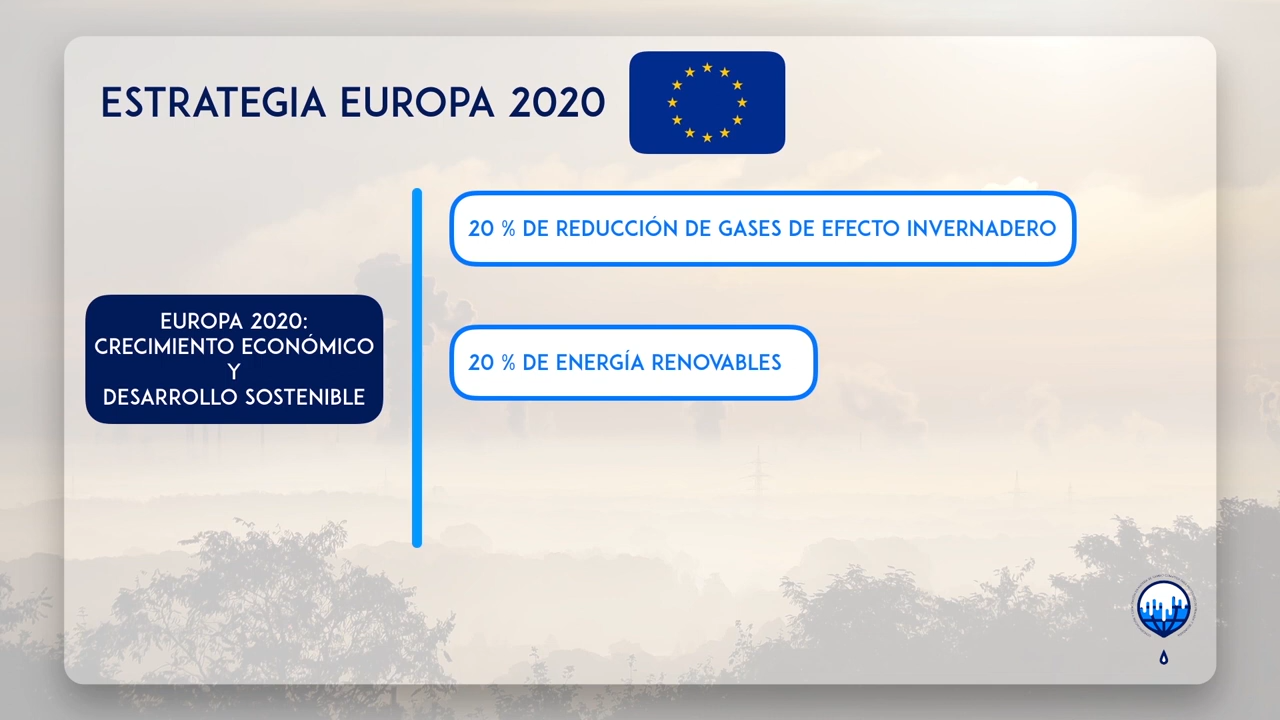 ESTRATEGIA EUROPA 2020
20 % DE REDUCCIÓN DE GASES DE EFECTO INVERNADERO
EUROPA 2020:
CRECIMIENTO ECONÓMICO
Y
DESARROLLO SOSTENIBLE
20 % DE ENERGÍA RENOVABLES